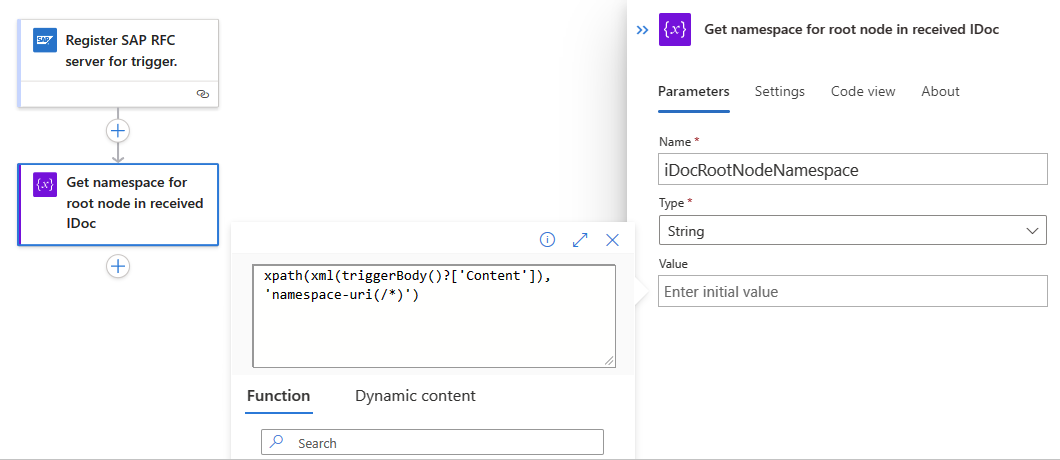 SAP
Register SAP RFC
server for trigger.
{x}
Get namespace for
root node in received
IDoc
xpath(xml(triggerBody()?['Content']),
'namespace-uri(/*)')
Function
Dynamic content
Search
{x}
Get namespace for root node in received IDoc
Parameters
Settings
Code view
About
Name *
iDocRootNodeNamespace
Type *
String
Value
Enter initial value